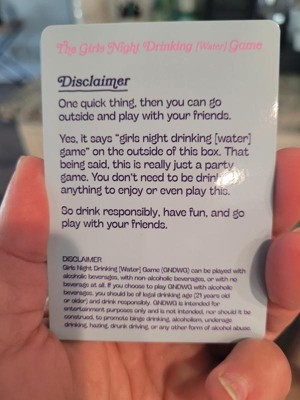 The Girls Night Drinking [Water] Game
Disclaimer
One quick thing, then you can go
outside and play with your friends.
Yes, it says "girls night drinking [water]
game" on the outside of this box. That
being said, this is really just a party
game. You don't need to be drinking
anything to enjoy or even play this.
So drink responsibly, have fun, and go
play with your friends.
DISCLAIMER
Girls Night Drinking [Water] Game (GNDWG) can be played with
alcoholic beverages, with non-alcoholic beverages, or with no
beverage at all. If you choose to play GNDWG with alcoholic
beverages, you should be of legal drinking age (21 years old
or older) and drink responsibly. GNDWG is intended for
entertainment purposes only and is not intended, nor should it be
construed, to promote binge drinking, alcoholism, underage
drinking, hazing, drunk driving, or any other form of alcohol abuse.